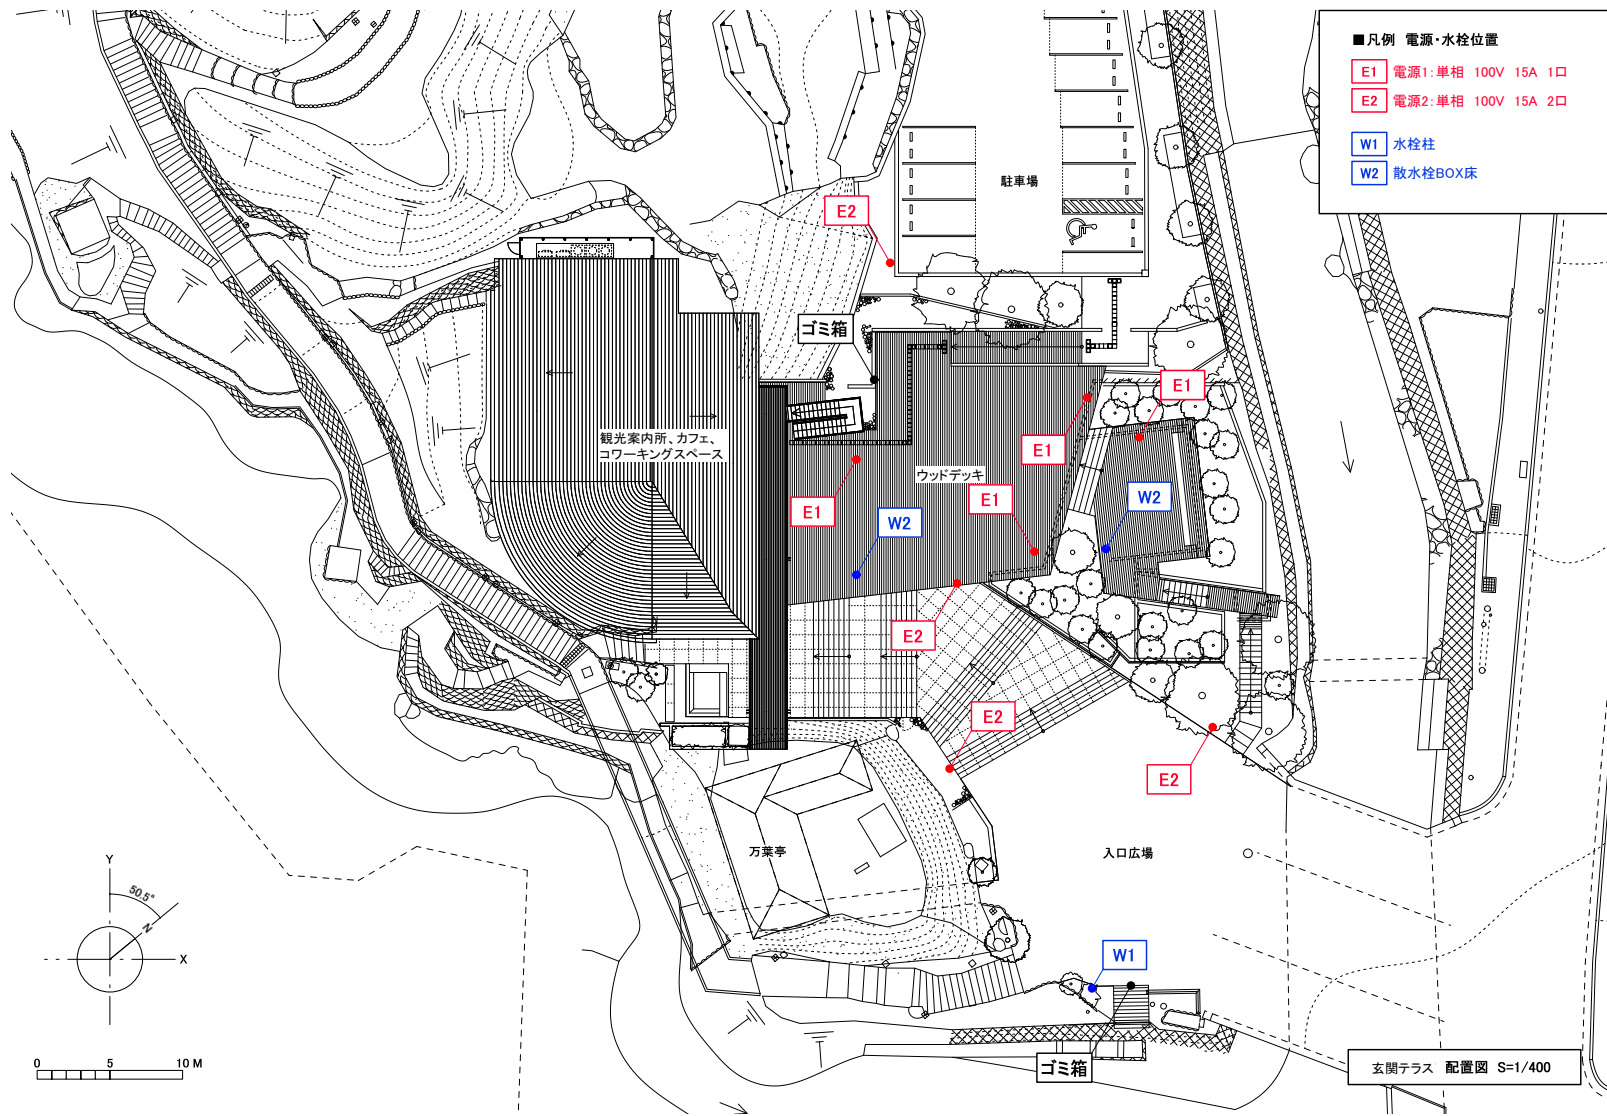 ■凡例 電源・水栓位置
E1 電源1:単相 100V 15A 1口
E2 電源2:単相 100V 15A 2口
W1 水栓柱
W2 散水栓BOX床
駐車場
E2
ゴミ箱
E1
観光案内所、カフェ、
コワーキングスペース
E1
ウッドデッキ
E1
E1
W2
W2
E2
E2
E2
万葉亭
入口広場
Y
50.5°
N
X
W1
ゴミ箱
0 5 10 M
玄関テラス 配置図 S=1/400